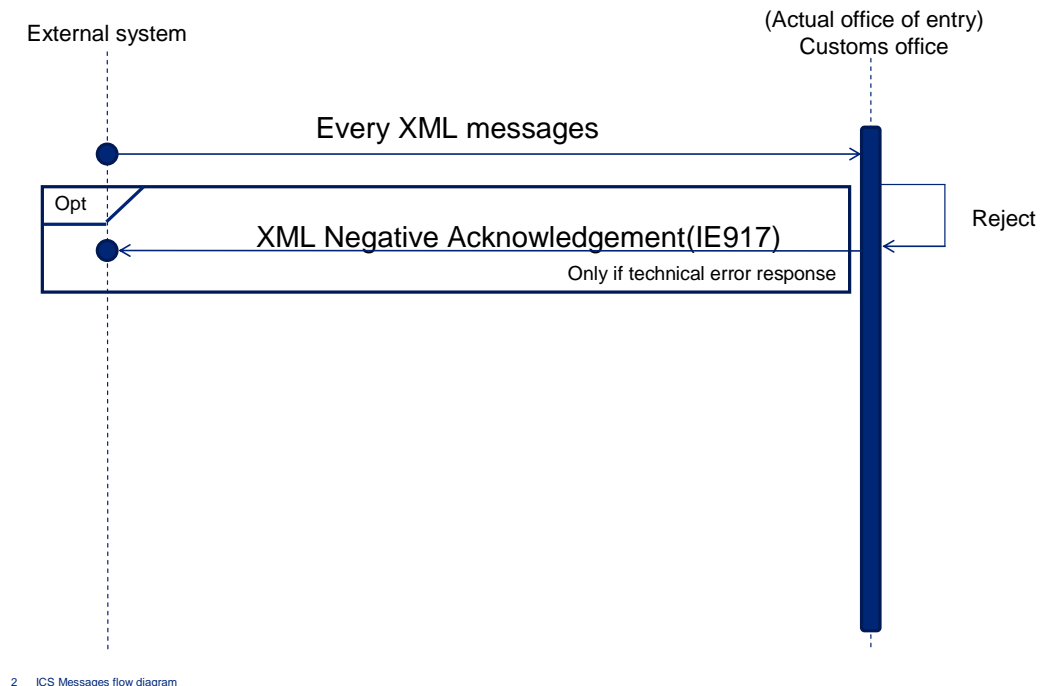 (Actual office of entry)
External system
Customs office
Every XML messages
Opt
Reject
XML Negative Acknowledgement(IE917)
Only if technical error response
2 ICS Messages flow diagram